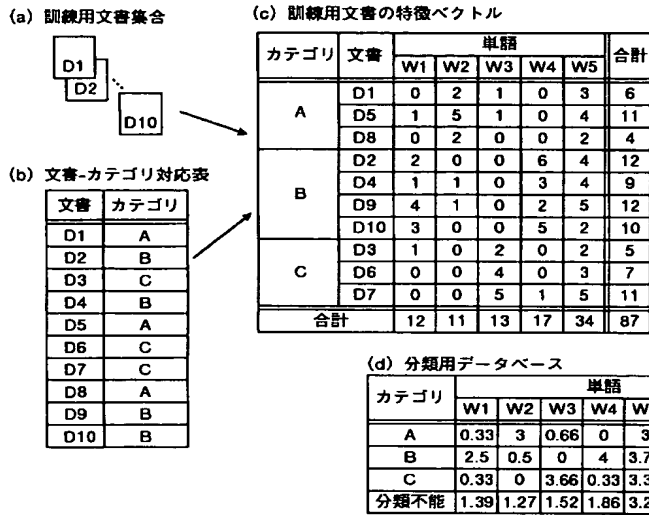 (a) 訓練用文書集合
D1
D2
D10
(b) 文書-カテゴリ対応表
文書 カテゴリ
D1 A
D2 B
D3 C
D4 B
D5 A
D6 C
D7 C
D8 A
D9 B
D10 B
(c) 訓練用文書の特徴ベクトル
カテゴリ 文書 単語 合計
W1 W2 W3 W4 W5
A D1 0 2 1 0 3 6
D5 1 5 1 0 4 11
D8 0 2 0 0 2 4
B D2 2 0 0 6 4 12
D4 1 1 0 3 4 9
D9 4 1 0 2 5 12
D10 3 0 0 5 2 10
C D3 1 0 2 0 2 5
D6 0 0 4 0 3 7
D7 0 0 5 1 5 11
合計 12 11 13 17 34 87
(d) 分類用データベース
カテゴリ 単語
W1 W2 W3 W4
A 0.33 3 0.66 0 3
B 2.5 0.5 0 4 3.7
C 0.33 0 3.66 0.33 3.3
分類不能 1.39 1.27 1.52 1.86 3.2